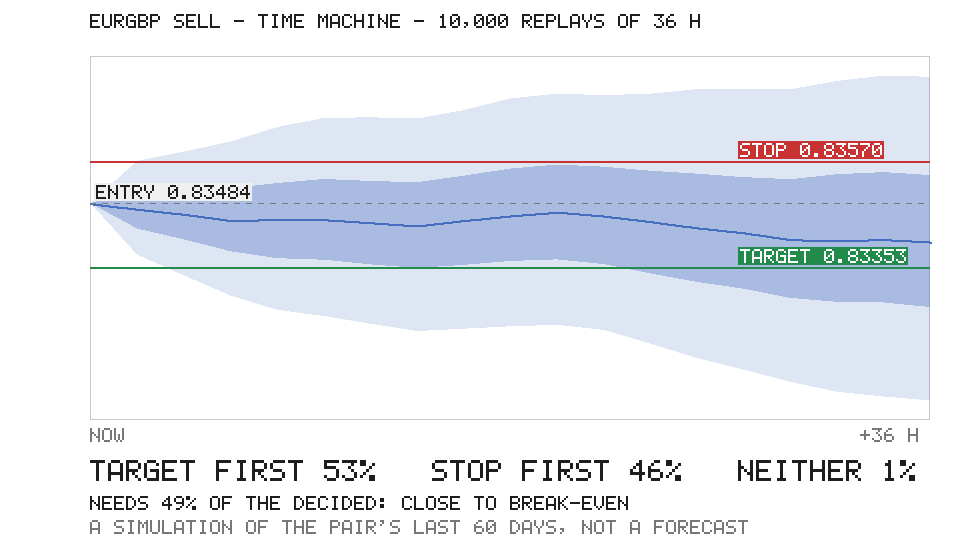 EURGBP SELL – TIME MACHINE – 10,000 REPLAYS OF 36 H
STOP 0.83570
ENTRY 0.83484
TARGET 0.83353
NOW
+36 H
TARGET FIRST 53% STOP FIRST 46% NEITHER 1%
NEEDS 49% OF THE DECIDED: CLOSE TO BREAK-EVEN
A SIMULATION OF THE PAIR'S LAST 60 DAYS, NOT A FORECAST